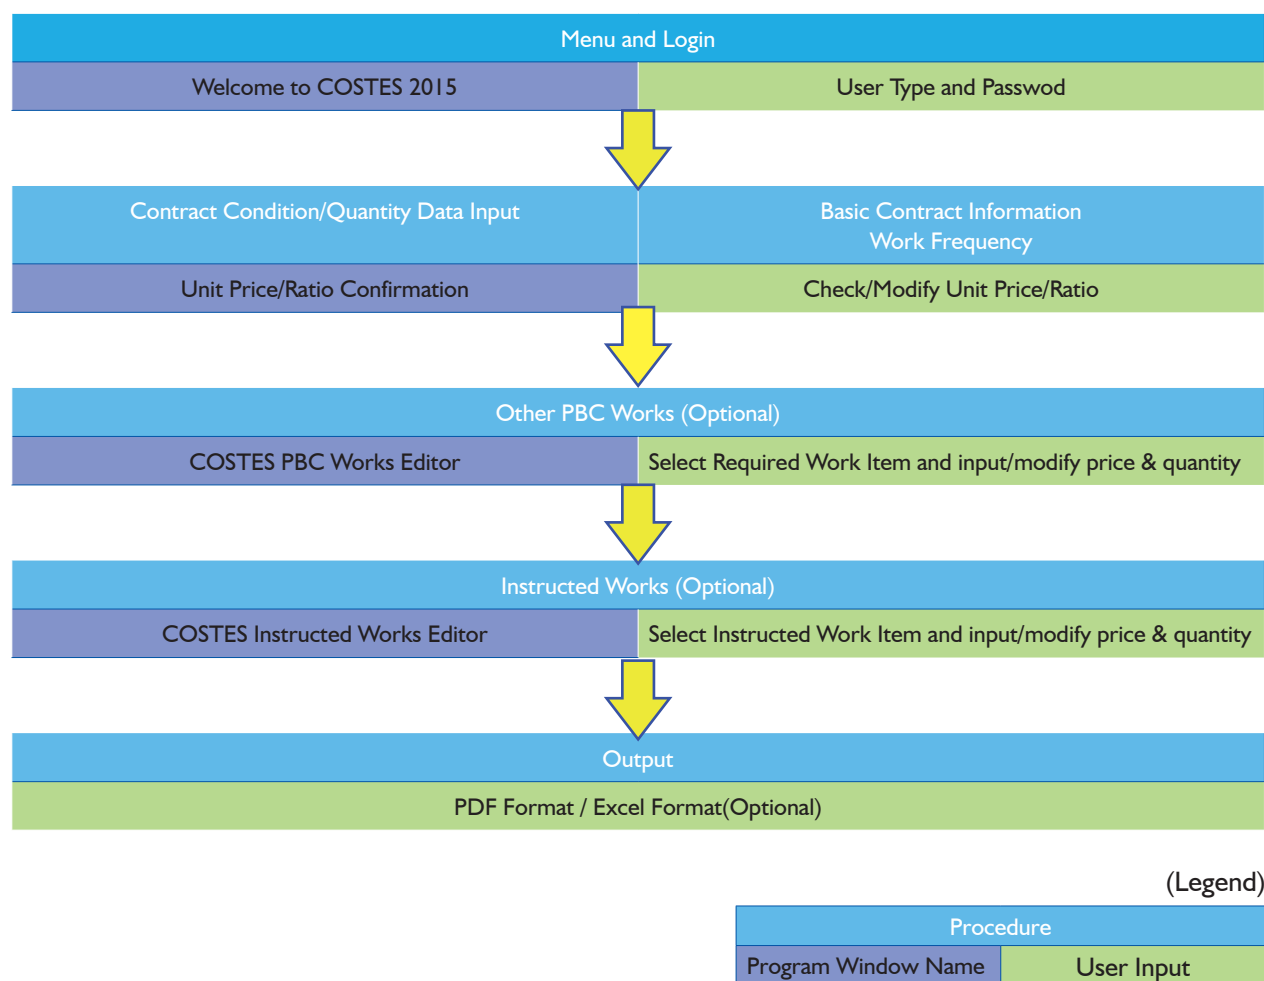 Menu and Login
Welcome to COSTES 2015
User Type and Passwod
Contract Condition/Quantity Data Input
Basic Contract Information
Work Frequency
Unit Price/Ratio Confirmation
Check/Modify Unit Price/Ratio
Other PBC Works (Optional)
COSTES PBC Works Editor
Select Required Work Item and input/modify price & quantity
Instructed Works (Optional)
COSTES Instructed Works Editor
Select Instructed Work Item and input/modify price & quantity
Output
PDF Format / Excel Format(Optional)
(Legend)
Procedure
Program Window Name
User Input